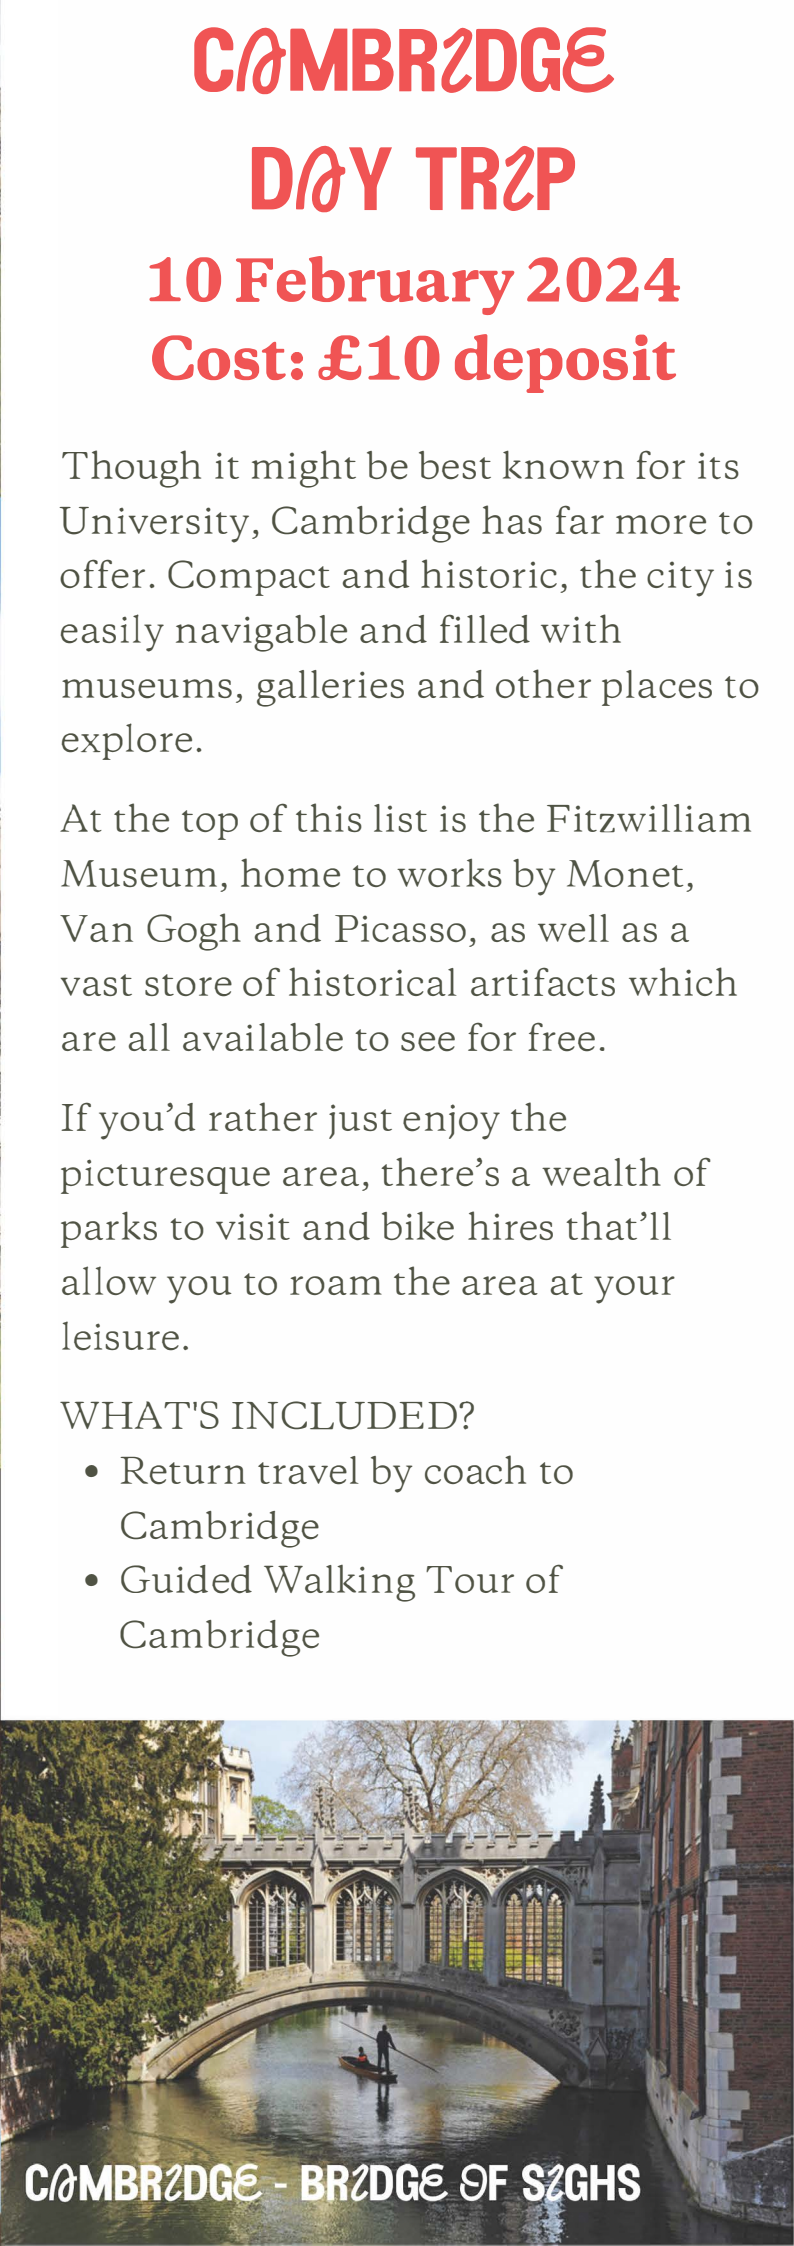 CAMBRIDGE
DAY TRIP
10 February 2024
Cost: £10 deposit
Though it might be best known for its
University, Cambridge has far more to
offer. Compact and historic, the city is
easily navigable and filled with
museums, galleries and other places to
explore.
At the top of this list is the Fitzwilliam
Museum, home to works by Monet,
Van Gogh and Picasso, as well as a
vast store of historical artifacts which
are all available to see for free.
If you’d rather just enjoy the
picturesque area, there’s a wealth of
parks to visit and bike hires that’ll
allow you to roam the area at your
leisure.
WHAT'S INCLUDED?
• Return travel by coach to
Cambridge
• Guided Walking Tour of
Cambridge
CAMBRIDGE - BRIDGE OF SIGHS